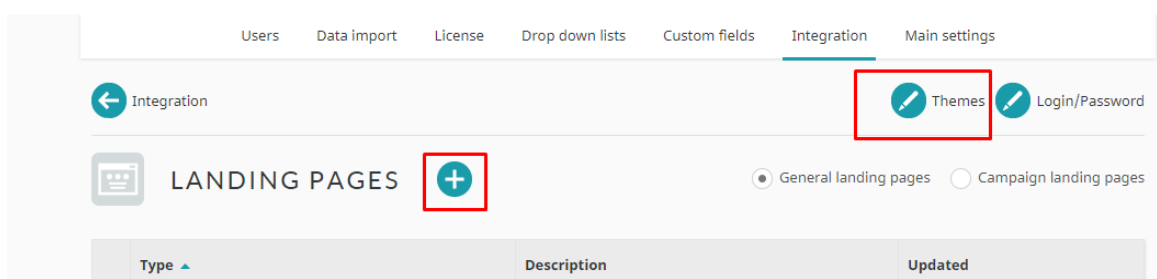 Users Data import License Drop down lists Custom fields Integration Main settings
Integration Themes Login/Password
LANDING PAGES General landing pages Campaign landing pages
Type Description Updated